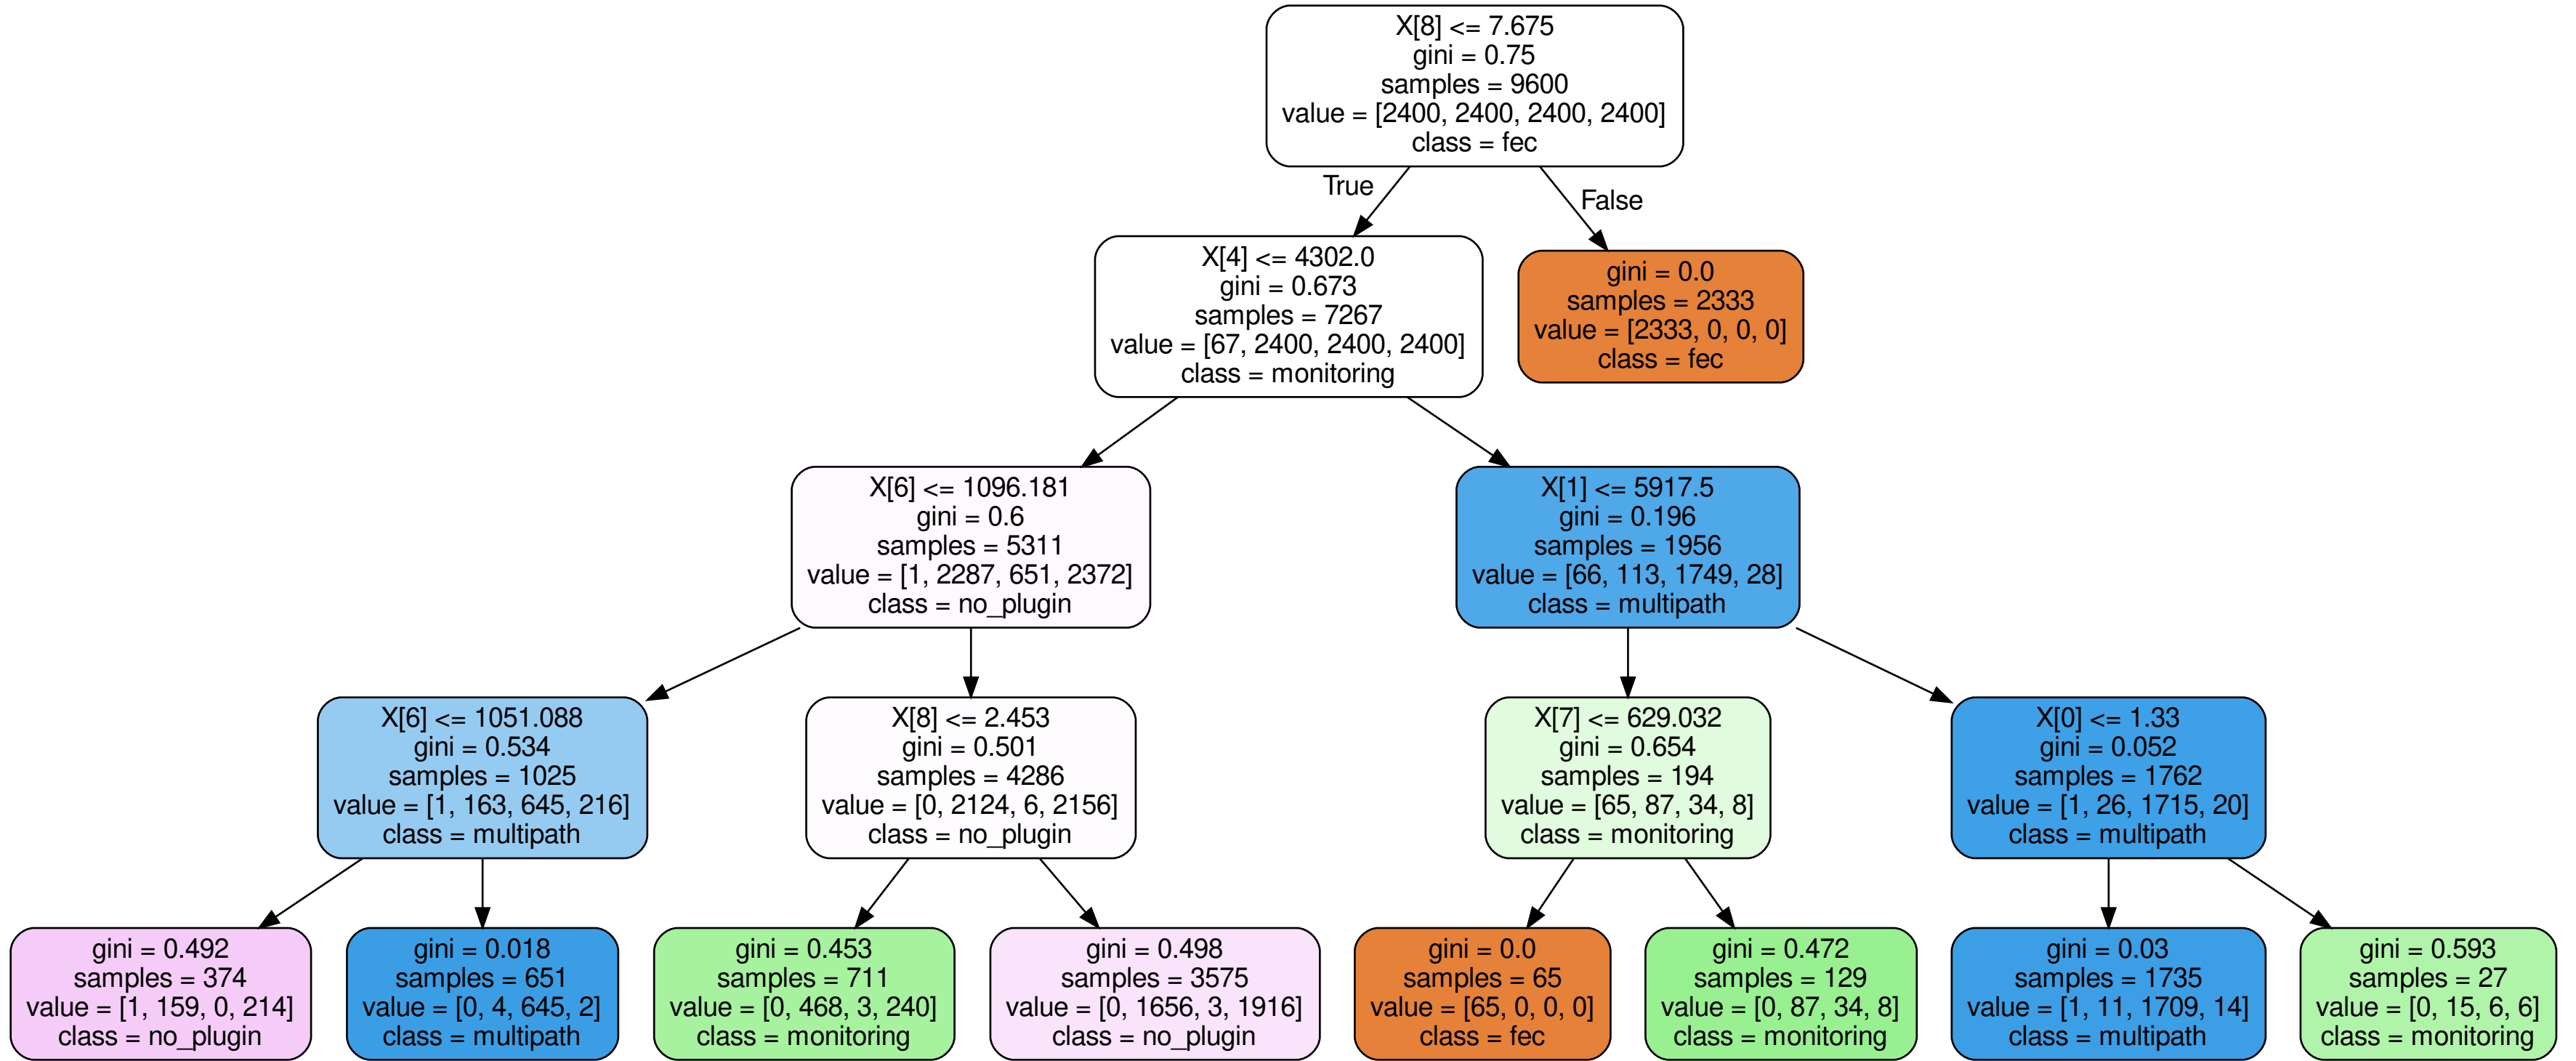 X[8] <= 7.675
gini = 0.75
samples = 9600
value = [2400, 2400, 2400, 2400]
class = fec
True
False
X[4] <= 4302.0
gini = 0.673
samples = 7267
value = [67, 2400, 2400, 2400]
class = monitoring
gini = 0.0
samples = 2333
value = [2333, 0, 0, 0]
class = fec
X[6] <= 1096.181
gini = 0.6
samples = 5311
value = [1, 2287, 651, 2372]
class = no_plugin
X[1] <= 5917.5
gini = 0.196
samples = 1956
value = [66, 113, 1749, 28]
class = multipath
X[6] <= 1051.088
gini = 0.534
samples = 1025
value = [1, 163, 645, 216]
class = multipath
X[8] <= 2.453
gini = 0.501
samples = 4286
value = [0, 2124, 6, 2156]
class = no_plugin
X[7] <= 629.032
gini = 0.654
samples = 194
value = [65, 87, 34, 8]
class = monitoring
X[0] <= 1.33
gini = 0.052
samples = 1762
value = [1, 26, 1715, 20]
class = multipath
gini = 0.492
samples = 374
value = [1, 159, 0, 214]
class = no_plugin
gini = 0.018
samples = 651
value = [0, 4, 645, 2]
class = multipath
gini = 0.453
samples = 711
value = [0, 468, 3, 240]
class = monitoring
gini = 0.498
samples = 3575
value = [0, 1656, 3, 1916]
class = no_plugin
gini = 0.0
samples = 65
value = [65, 0, 0, 0]
class = fec
gini = 0.472
samples = 129
value = [0, 87, 34, 8]
class = monitoring
gini = 0.03
samples = 1735
value = [1, 11, 1709, 14]
class = multipath
gini = 0.593
samples = 27
value = [0, 15, 6, 6]
class = monitoring